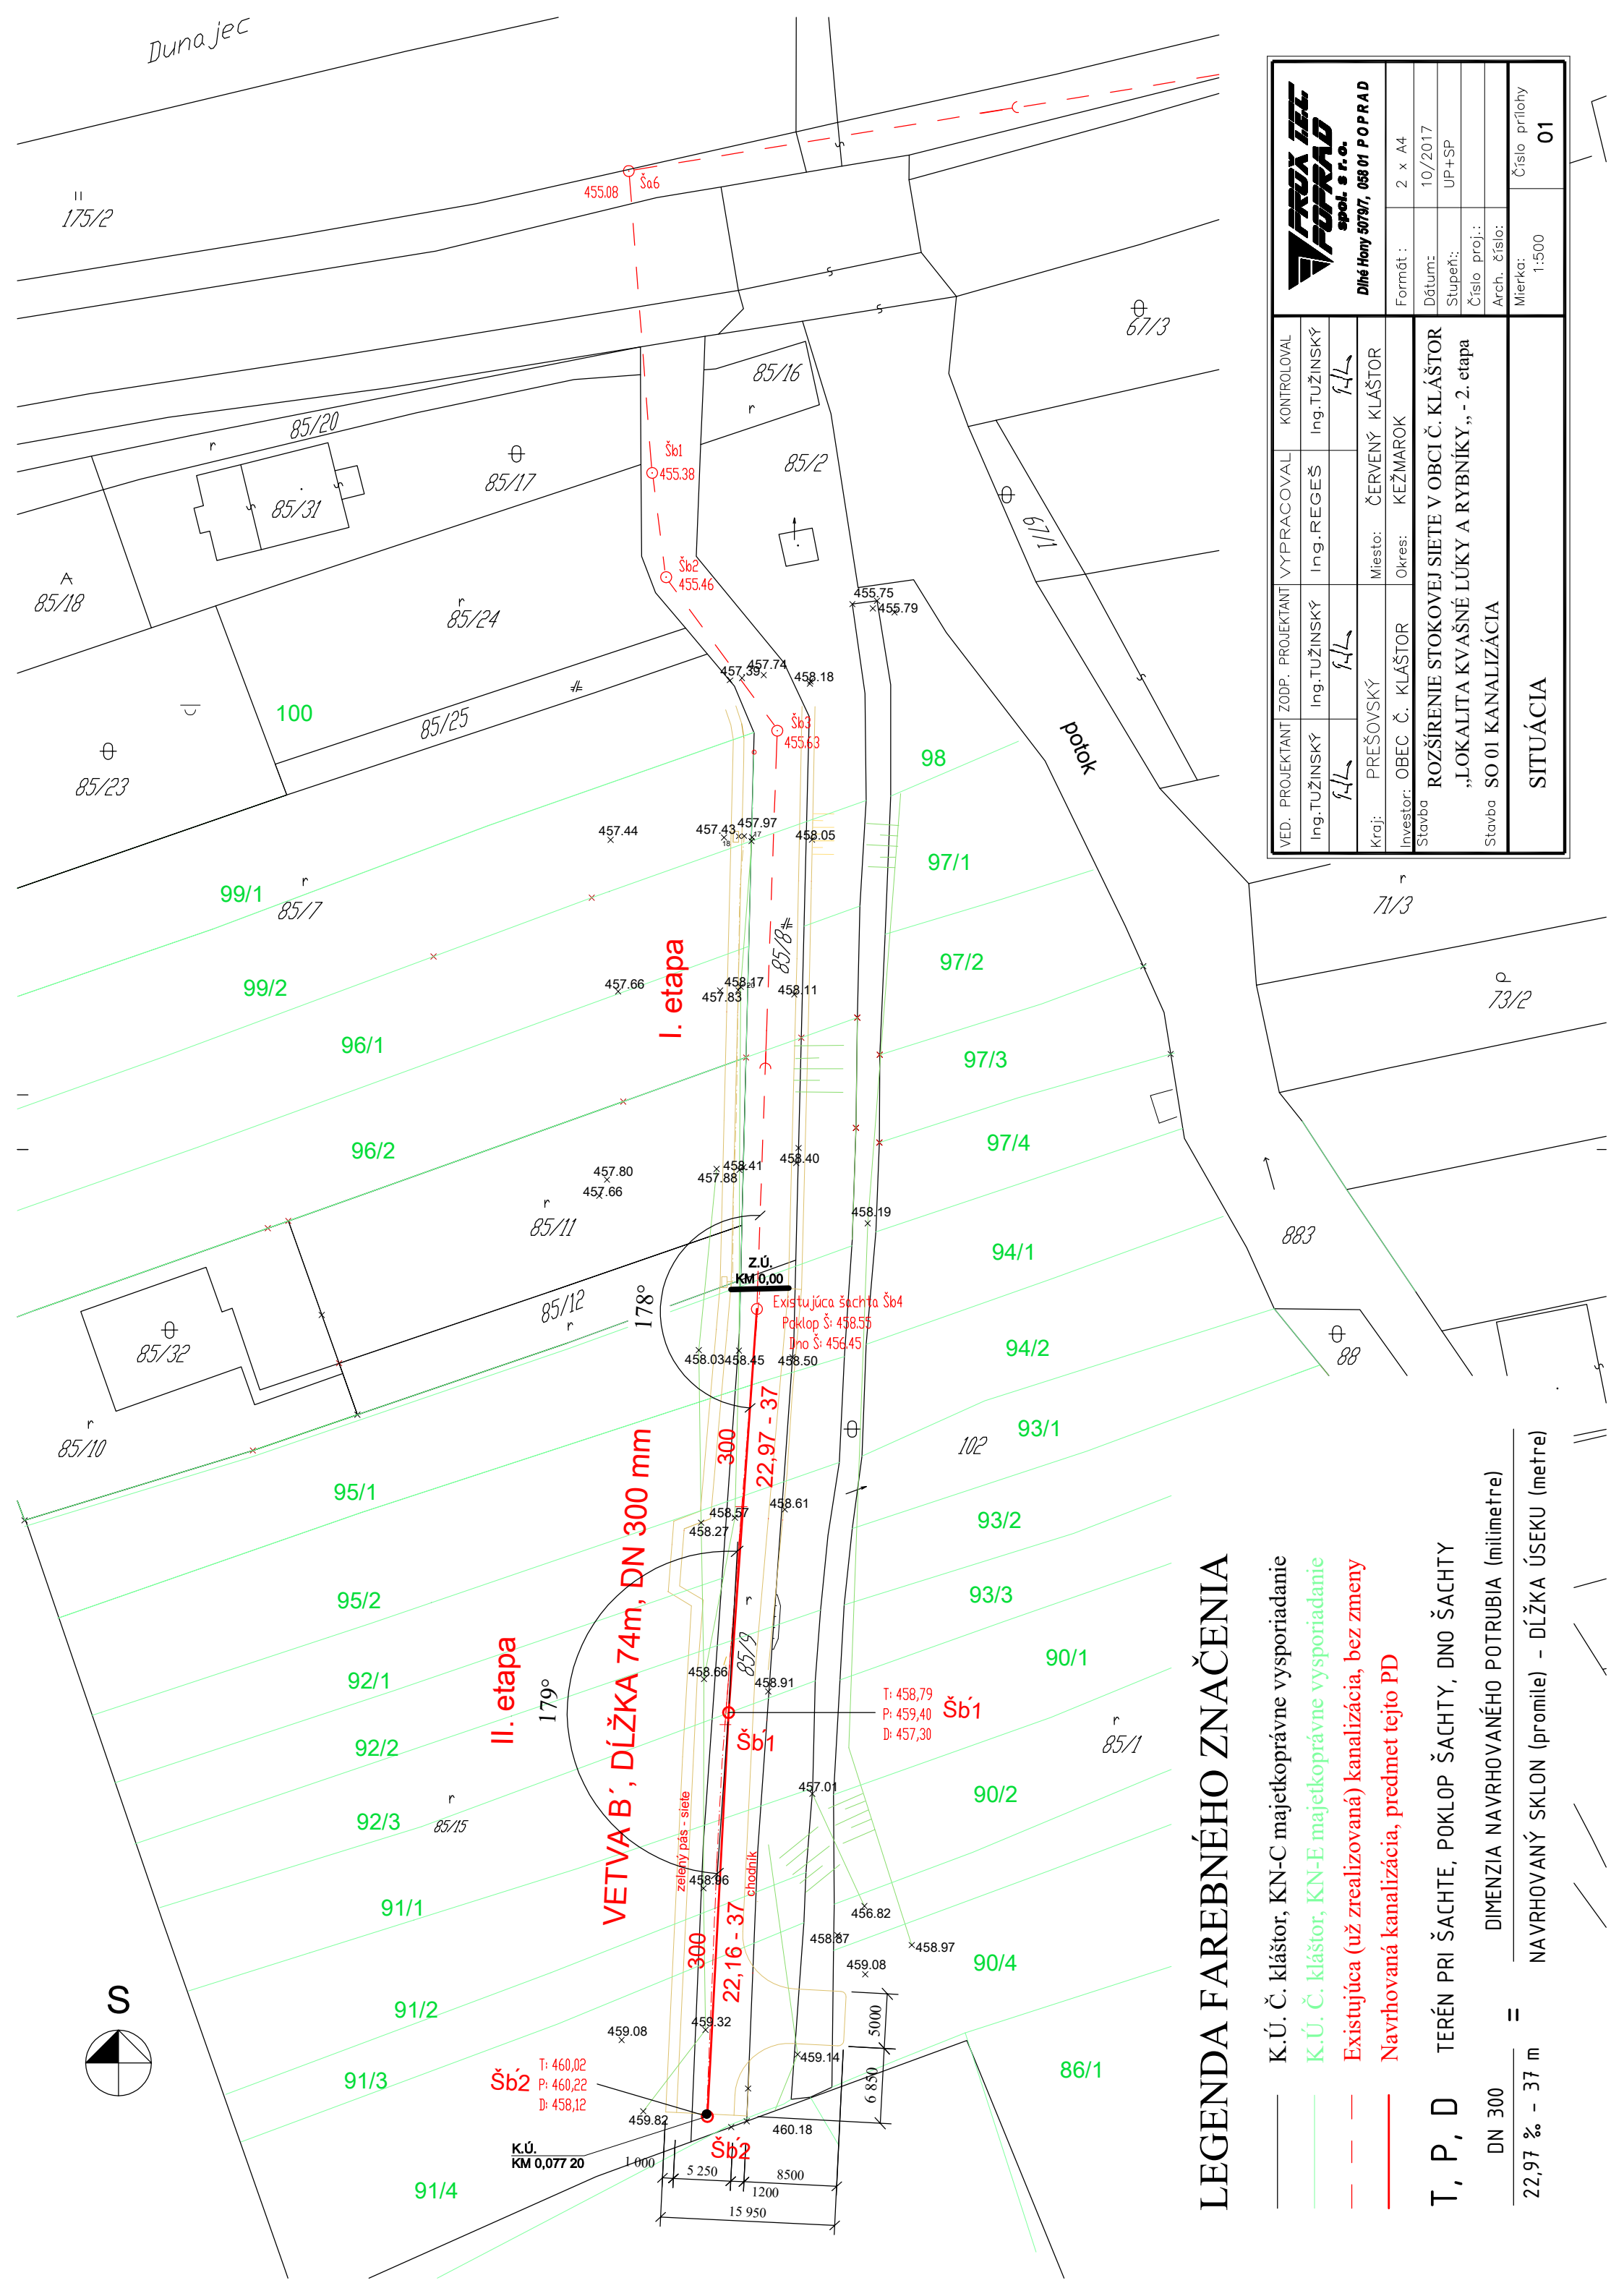 Dunajec
175/2
455.08
Ša6
67/3
85/16
85/20
r
r
Šb1
455.38
85/17
85/2
85/31
67/1
A
85/18
Šb2
455.46
r
85/24
455.75
455.79
457.39
457.74
458.18
100
85/25
Šb3
455.63
potok
85/23
98
457.44
457.43
457.97
17
18
458.05
97/1
99/1
r
85/7
r
71/3
I. etapa
85/8
99/2
457.66
458.17
457.83
458.11
97/2
73/2
96/1
97/3
96/2
97/4
457.80
457.66
458.41
457.88
458.40
r
85/11
458.19
883
94/1
Z.Ú.
KM 0,00
178°
85/12
r
Existujúca šachta Šb4
Poklop Š: 458.55
Dno Š: 456.45
85/32
458.03
458.45
458.50
94/2
88
r
85/10
300
22,97 - 37
93/1
102
95/1
458.57
458.61
458.27
93/2
95/2
II. etapa
179°
VETVA B´, DĹŽKA 74m, DN 300 mm
r
85/9
93/3
92/1
458.66
458.91
90/1
T: 458,79
P: 459,40
D: 457,30
Šb´1
Šb´1
r
85/1
92/2
457.01
90/2
92/3
r
85/15
zelený pás - siete
chodník
458.96
91/1
456.82
300
22,16 - 37
458.87
458.97
90/4
459.08
S
91/2
459.08
459.32
5000
459.14
6 850
86/1
91/3
T: 460,02
Šb´2
P: 460,22
D: 458,12
459.82
460.18
Šb´2
K.Ú.
KM 0,077 20
1 000
5 250
8500
1200
15 950
91/4
PROX T.E.C.
POPRAD
spol. s r.o.
Dlhé Hony 5079/7, 058 01 POPRAD
VED. PROJEKTANT
ZODP. PROJEKTANT
VYPRACOVAL
KONTROLOVAL
Ing.TUŽINSKÝ
Ing.TUŽINSKÝ
Ing.REGEŠ
Ing.TUŽINSKÝ
Kraj: PREŠOVSKÝ
Miesto: ČERVENÝ KLÁŠTOR
Investor: OBEC Č. KLÁŠTOR
Okres: KEŽMAROK
Formát : 2 x A4
Dátum: 10/2017
Stupeň: UP+SP
Číslo proj.:
Arch. číslo:
Stavba
ROZŠÍRENIE STOKOVEJ SIETE V OBCI Č. KLÁŠTOR
„LOKALITA KVAŠNÉ LÚKY A RYBNÍKY,, - 2. etapa
Stavba SO 01 KANALIZÁCIA
SITUÁCIA
Mierka:
1:500
Číslo prílohy
01
LEGENDA FAREBNÉHO ZNAČENIA
K.Ú. Č. kláštor, KN-C majetkoprávne vysporiadanie
K.Ú. Č. kláštor, KN-E majetkoprávne vysporiadanie
Existujúca (už zrealizovaná) kanalizácia, bez zmeny
Navrhovaná kanalizácia, predmet tejto PD
T, P, D TERÉN PRI ŠACHTE, POKLOP ŠACHTY, DNO ŠACHTY
DN 300
22,97 ‰ - 37 m
=
DIMENZIA NAVRHOVANÉHO POTRUBIA (milimetre)
NAVRHOVANÝ SKLON (promile) - DĹŽKA ÚSEKU (metre)